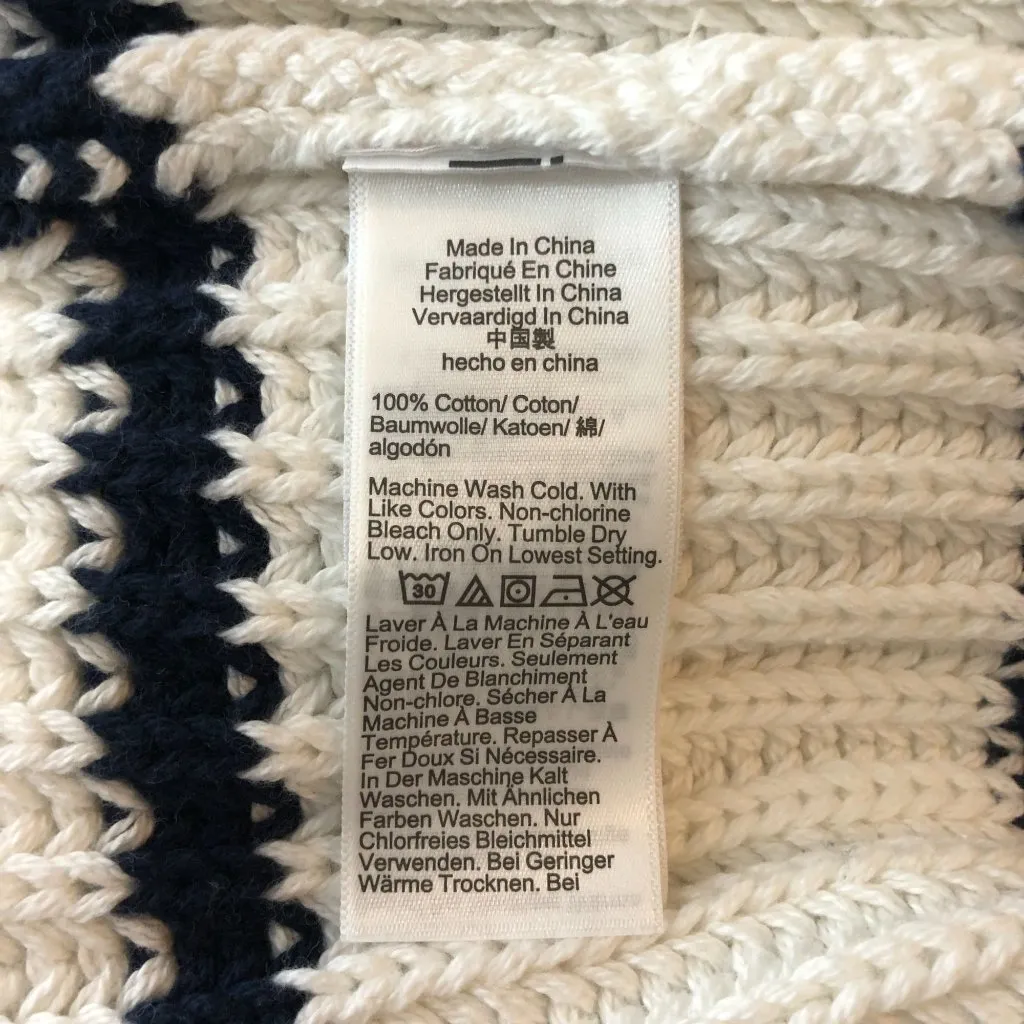 Made In China
Fabriqué En Chine
Hergestellt In China
Vervaardigd In China
中国製
hecho en china
100% Cotton/ Coton/
Baumwolle/ Katoen/ 綿/
algodón
Machine Wash Cold. With
Like Colors. Non-chlorine
Bleach Only. Tumble Dry
Low. Iron On Lowest Setting.
30
Laver À La Machine À L'eau
Froide. Laver En Séparant
Les Couleurs. Seulement
Agent De Blanchiment
Non-chlore. Sécher À La
Machine À Basse
Température. Repasser À
Fer Doux Si Nécessaire.
In Der Maschine Kalt
Waschen. Mit Ähnlichen
Farben Waschen. Nur
Chlorfreies Bleichmittel
Verwenden. Bei Geringer
Wärme Trocknen. Bei